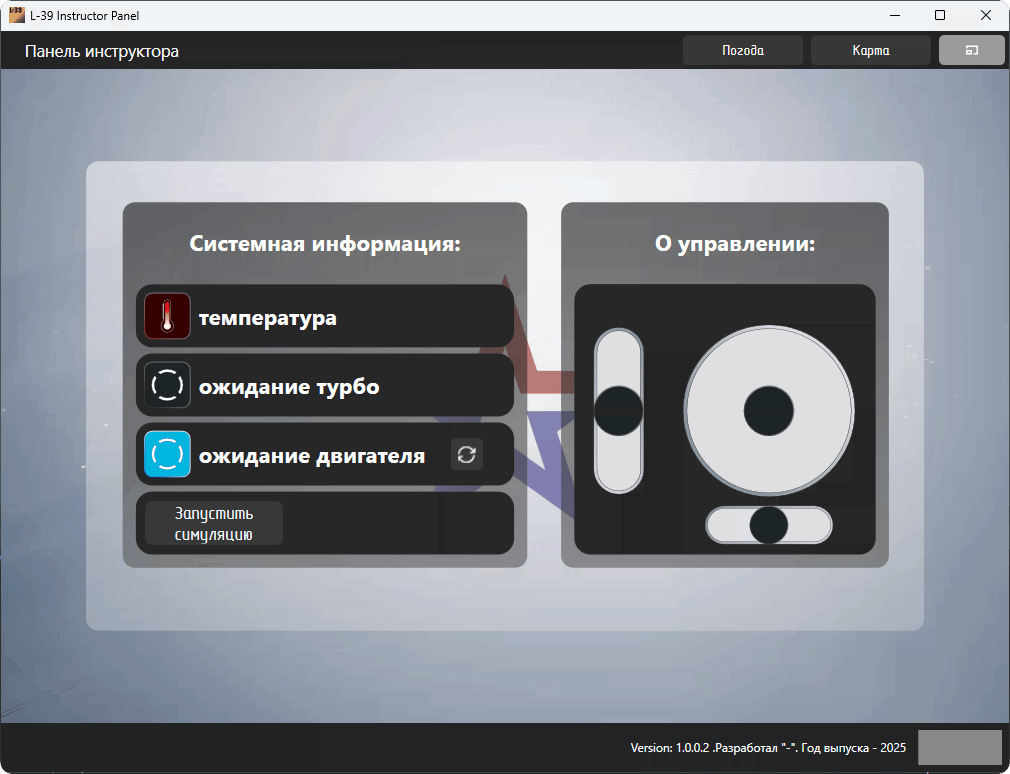 L-39 Instructor Panel
Панель инструктора
Погода
Карта
Системная информация:
температура
ожидание турбо
ожидание двигателя
Запустить
симуляцию
О управлении:
Version: 1.0.0.2 .Разработал "-". Год выпуска - 2025